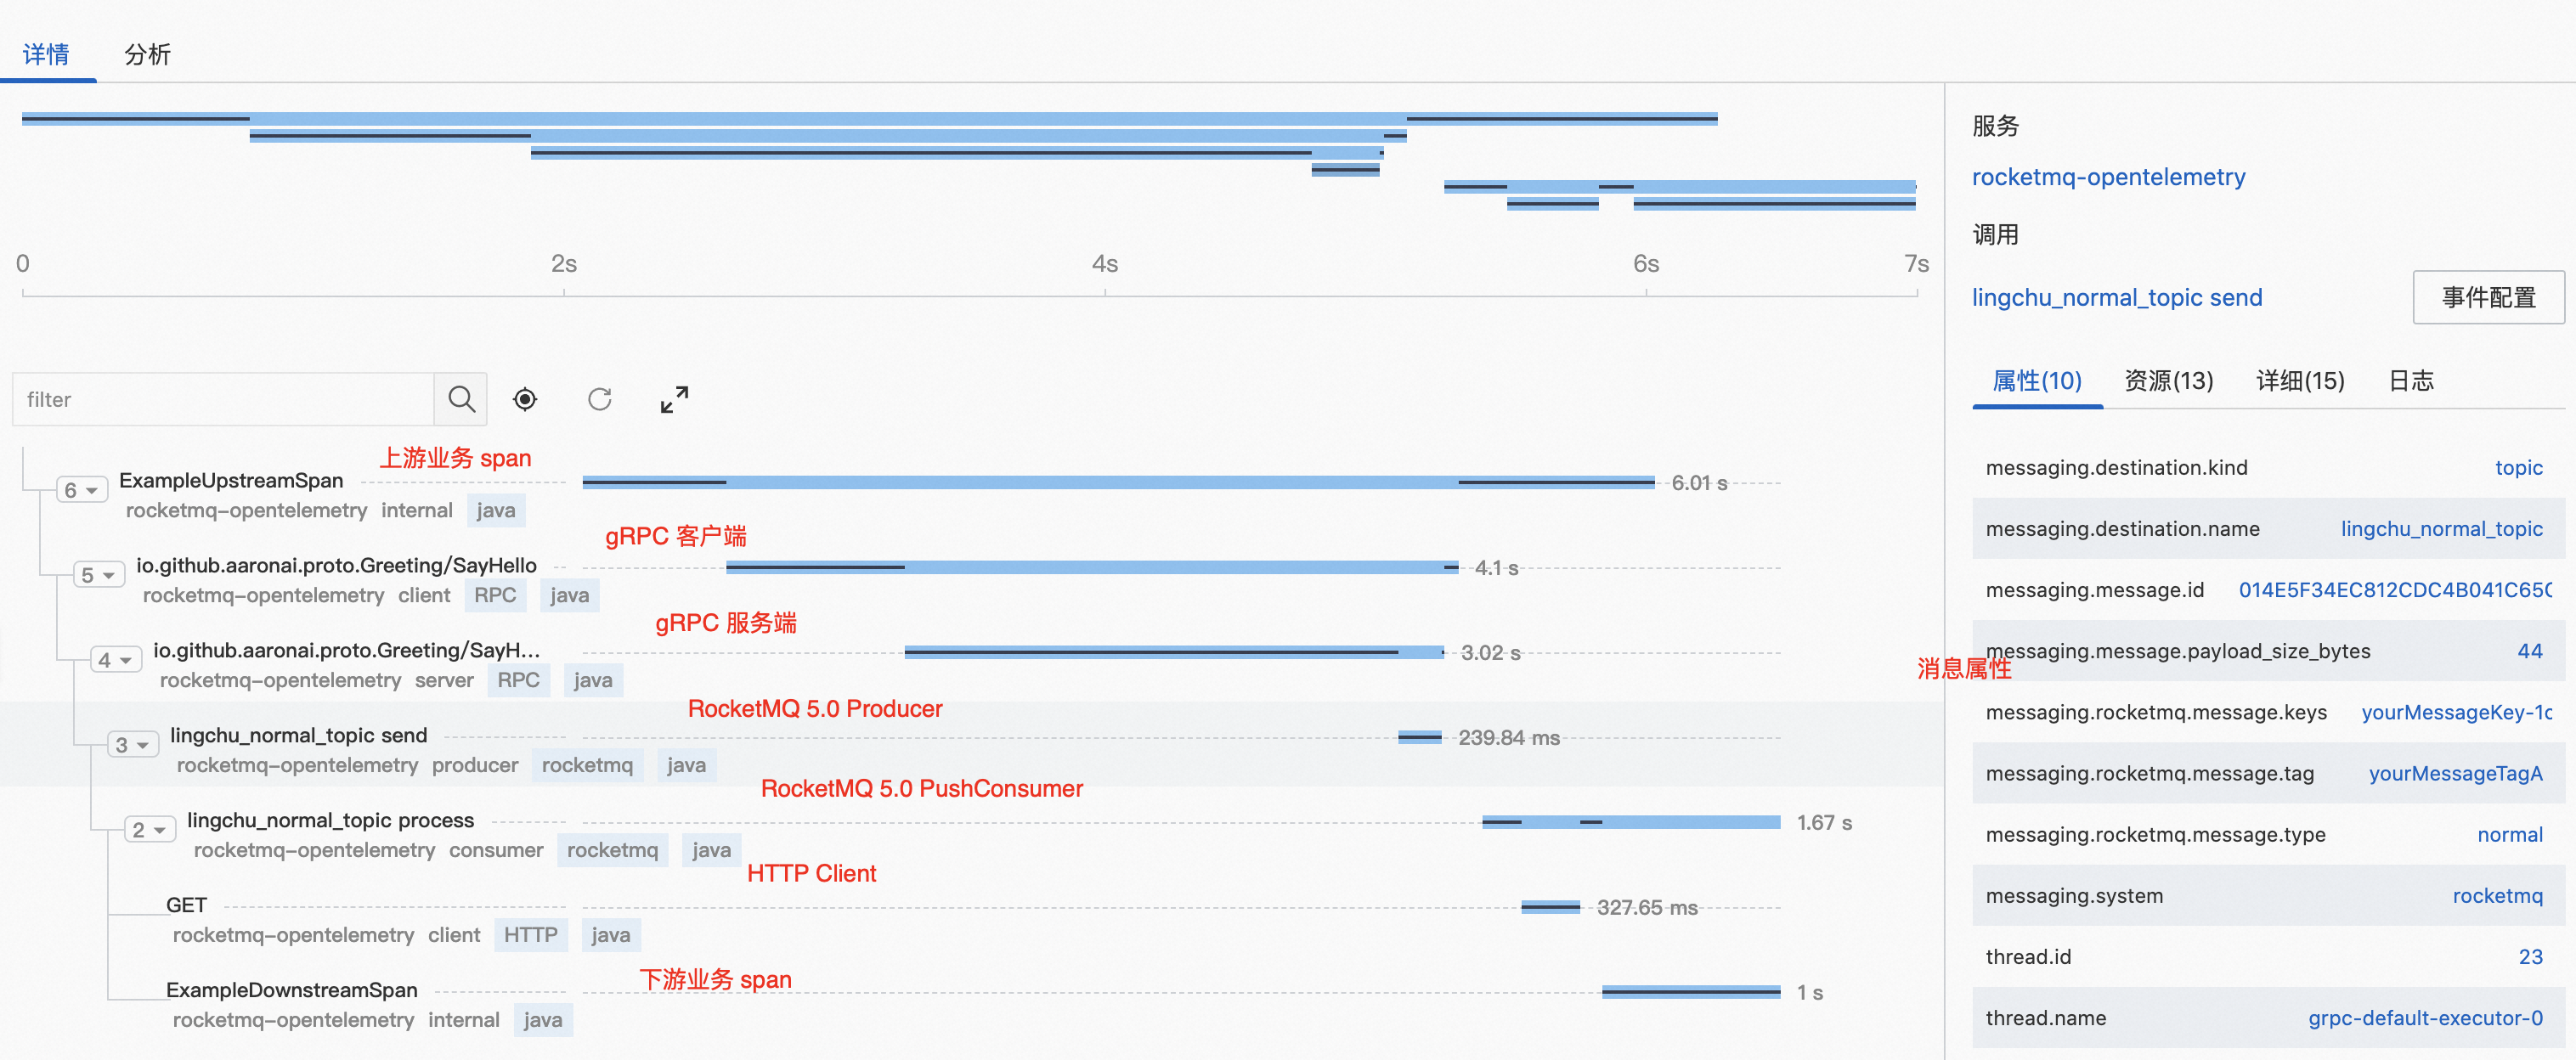 详情 分析
0 2s 4s 6s 7s
filter
上游业务 span
6 ExampleUpstreamSpan 6.01 s
rocketmq-opentelemetry internal java
gRPC 客户端
5 io.github.aaronai.proto.Greeting/SayHello 4.1 s
rocketmq-opentelemetry client RPC java
gRPC 服务端
4 io.github.aaronai.proto.Greeting/SayH... 3.02 s
rocketmq-opentelemetry server RPC java
RocketMQ 5.0 Producer
3 lingchu_normal_topic send 239.84 ms
rocketmq-opentelemetry producer rocketmq java
RocketMQ 5.0 PushConsumer
2 lingchu_normal_topic process 1.67 s
rocketmq-opentelemetry consumer rocketmq java
HTTP Client
GET 327.65 ms
rocketmq-opentelemetry client HTTP java
下游业务 span
ExampleDownstreamSpan 1 s
rocketmq-opentelemetry internal java
服务
rocketmq-opentelemetry
调用
lingchu_normal_topic send 事件配置
属性(10) 资源(13) 详细(15) 日志
messaging.destination.kind topic
messaging.destination.name lingchu_normal_topic
messaging.message.id 014E5F34EC812CDC4B041C65
messaging.message.payload_size_bytes 44
消息属性
messaging.rocketmq.message.keys yourMessageKey-1c
messaging.rocketmq.message.tag yourMessageTagA
messaging.rocketmq.message.type normal
messaging.system rocketmq
thread.id 23
thread.name grpc-default-executor-0